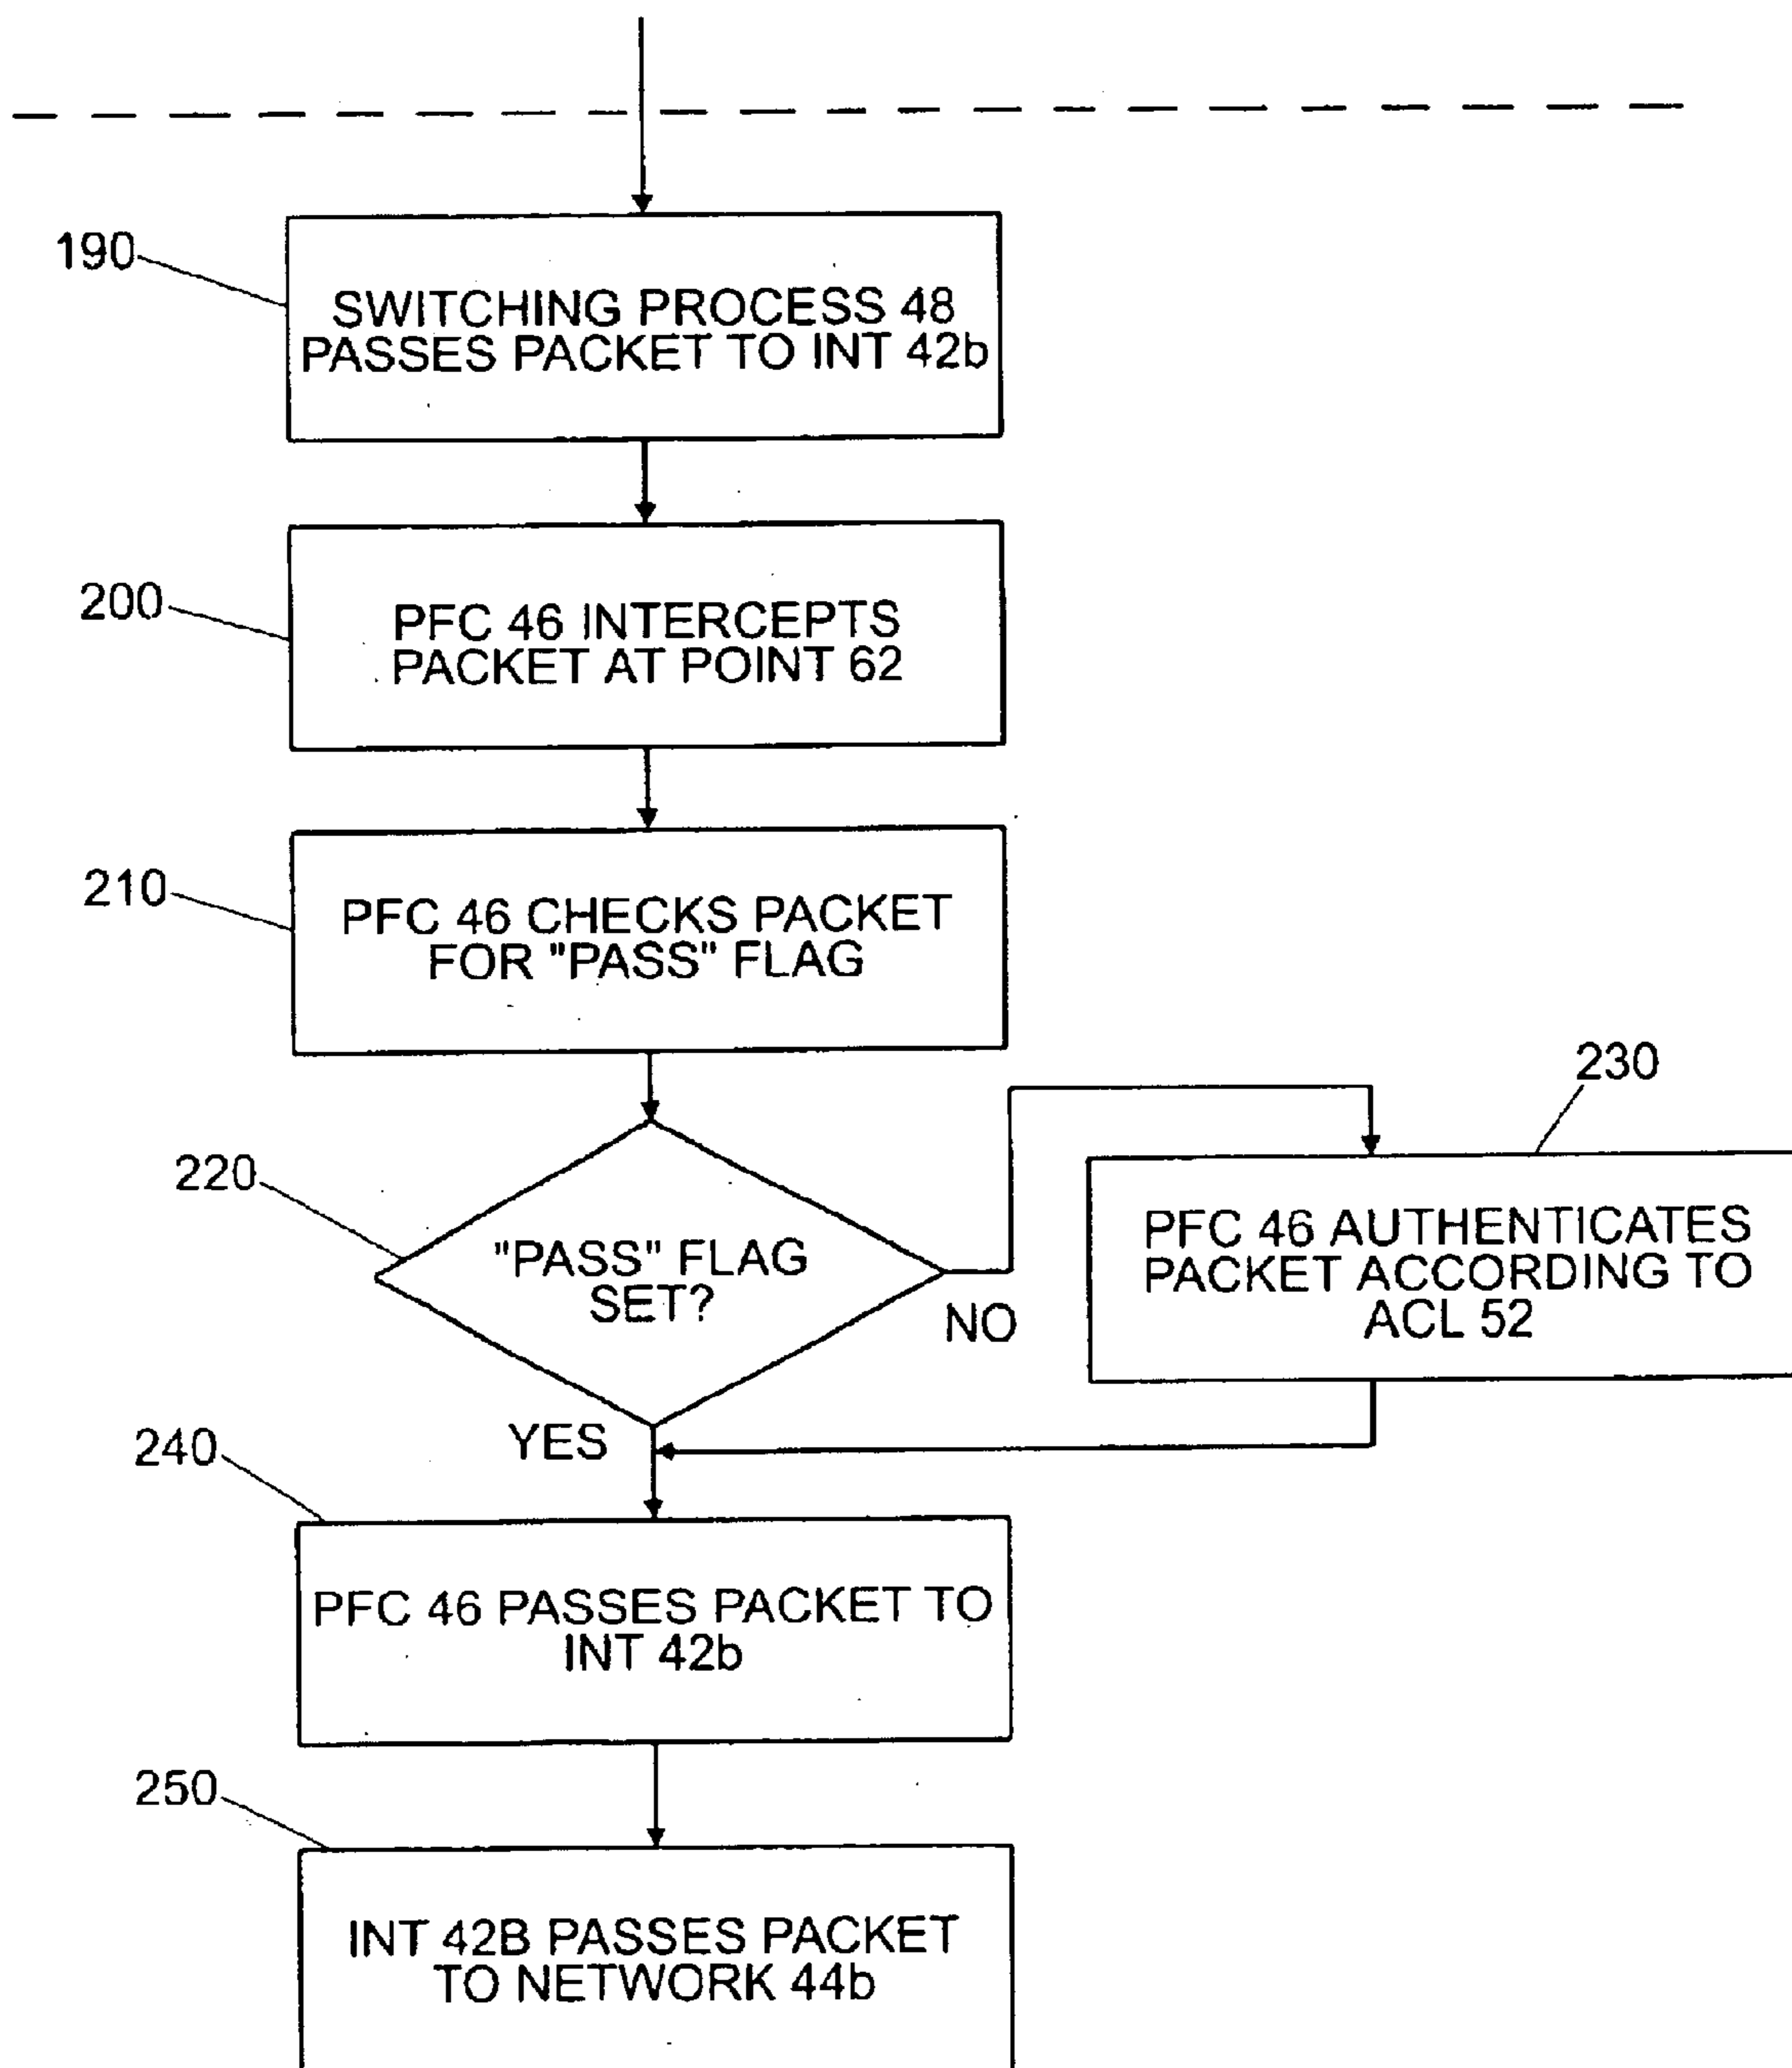 190
SWITCHING PROCESS 48
PASSES PACKET TO INT 42b
200
PFC 46 INTERCEPTS
PACKET AT POINT 62
210
PFC 46 CHECKS PACKET
FOR "PASS" FLAG
220
"PASS" FLAG
SET?
NO
230
PFC 46 AUTHENTICATES
PACKET ACCORDING TO
ACL 52
YES
240
PFC 46 PASSES PACKET TO
INT 42b
250
INT 42B PASSES PACKET
TO NETWORK 44b